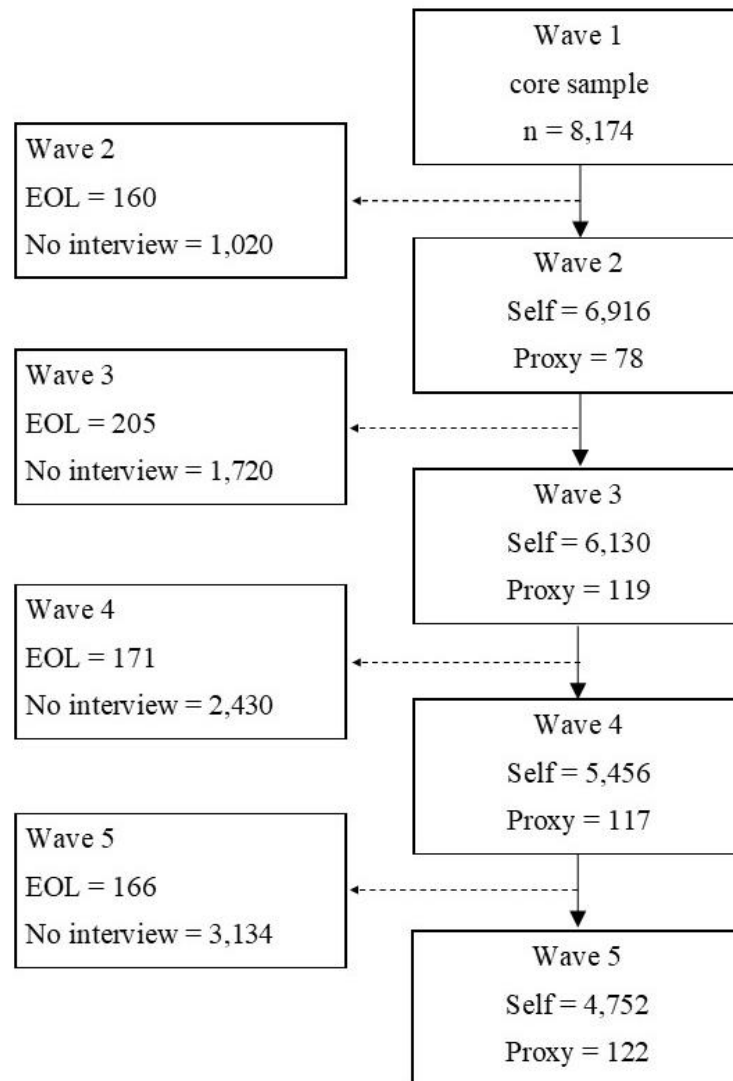 Wave 1
core sample
n = 8,174
Wave 2
EOL = 160
No interview = 1,020
Wave 2
Self = 6,916
Proxy = 78
Wave 3
EOL = 205
No interview = 1,720
Wave 3
Self = 6,130
Proxy = 119
Wave 4
EOL = 171
No interview = 2,430
Wave 4
Self = 5,456
Proxy = 117
Wave 5
EOL = 166
No interview = 3,134
Wave 5
Self = 4,752
Proxy = 122